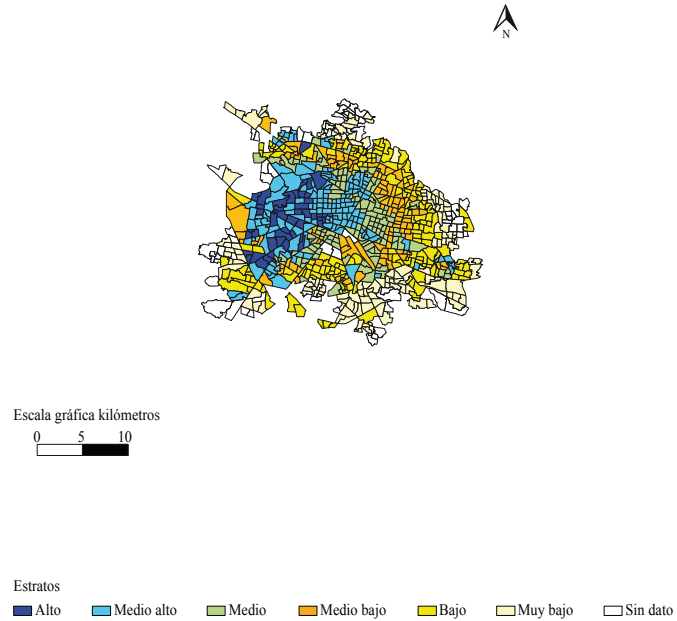 N
Escala gráfica kilómetros
0 5 10
Estratos
Alto Medio alto Medio Medio bajo Bajo Muy bajo Sin dato